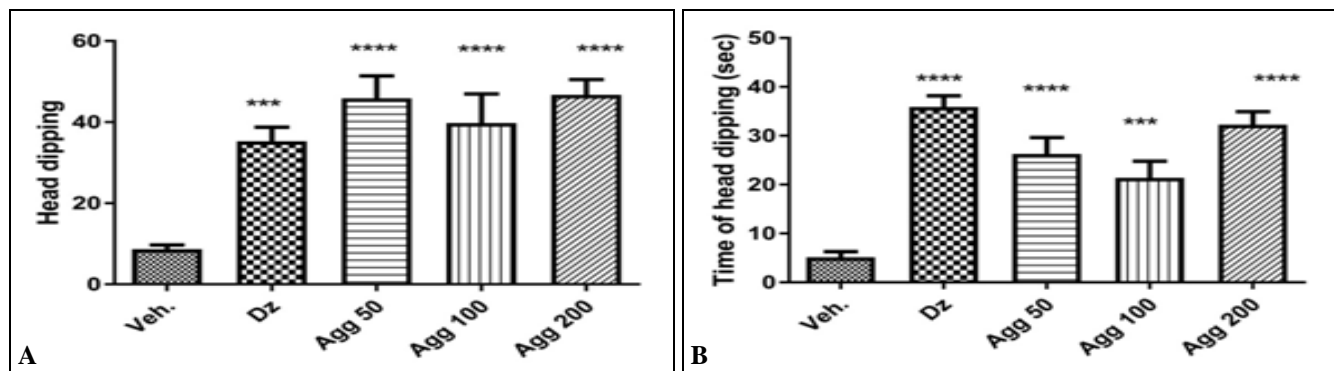 60
40
20
0
Head dipping
***
****
****
****
Veh.
Dz
Agg 50
Agg 100
Agg 200
A
50
40
30
20
10
0
Time of head dipping (sec)
****
****
***
****
Veh.
Dz
Agg 50
Agg 100
Agg 200
B